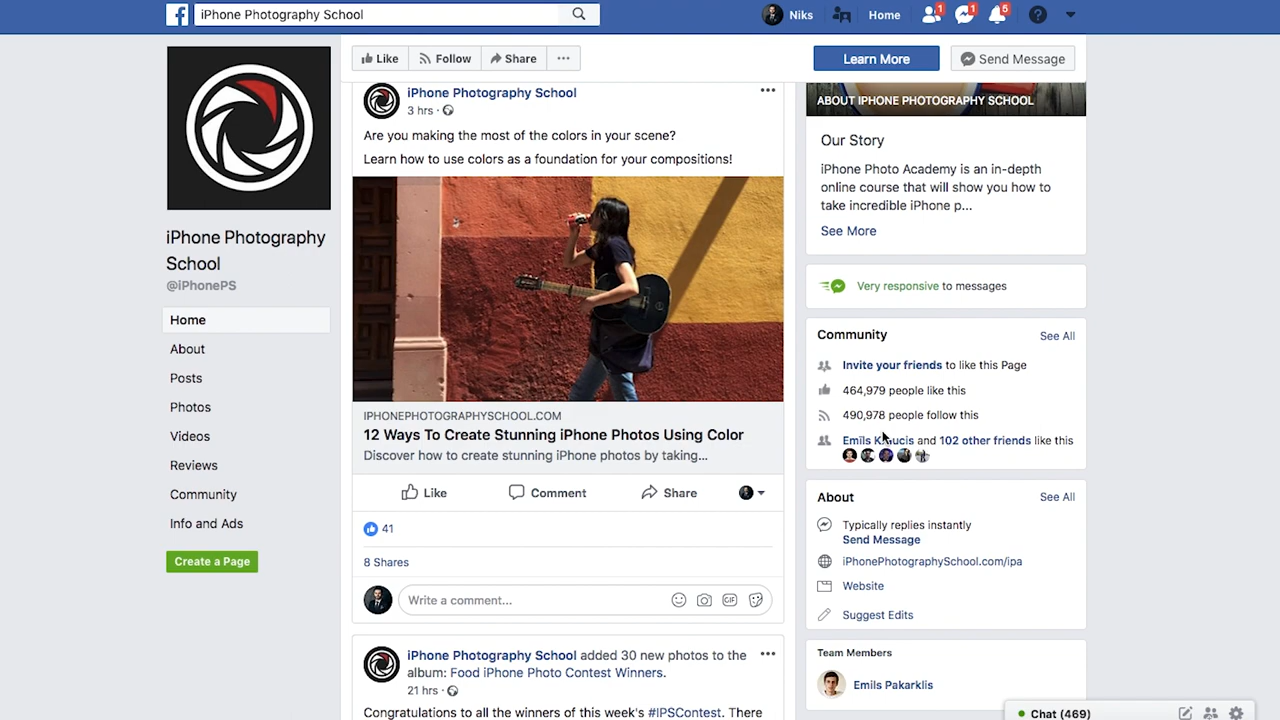 iPhone Photography School
Niks
Home
1
1
5
Like
Follow
Share
Learn More
Send Message
iPhone Photography
School
@iPhonePS
Home
About
Posts
Photos
Videos
Reviews
Community
Info and Ads
Create a Page
iPhone Photography School
3 hrs ·
Are you making the most of the colors in your scene?
Learn how to use colors as a foundation for your compositions!
IPHONEPHOTOGRAPHYSCHOOL.COM
12 Ways To Create Stunning iPhone Photos Using Color
Discover how to create stunning iPhone photos by taking...
Like
Comment
Share
41
8 Shares
Write a comment...
GIF
iPhone Photography School added 30 new photos to the
album: Food iPhone Photo Contest Winners.
21 hrs ·
Congratulations to all the winners of this week's #IPSContest. There
ABOUT IPHONE PHOTOGRAPHY SCHOOL
Our Story
iPhone Photo Academy is an in-depth
online course that will show you how to
take incredible iPhone p...
See More
Very responsive to messages
Community
See All
Invite your friends to like this Page
464,979 people like this
490,978 people follow this
Emīls and 102 other friends like this
About
See All
Typically replies instantly
Send Message
iPhonePhotographySchool.com/ipa
Website
Suggest Edits
Team Members
Emils Pakarklis
Chat (469)